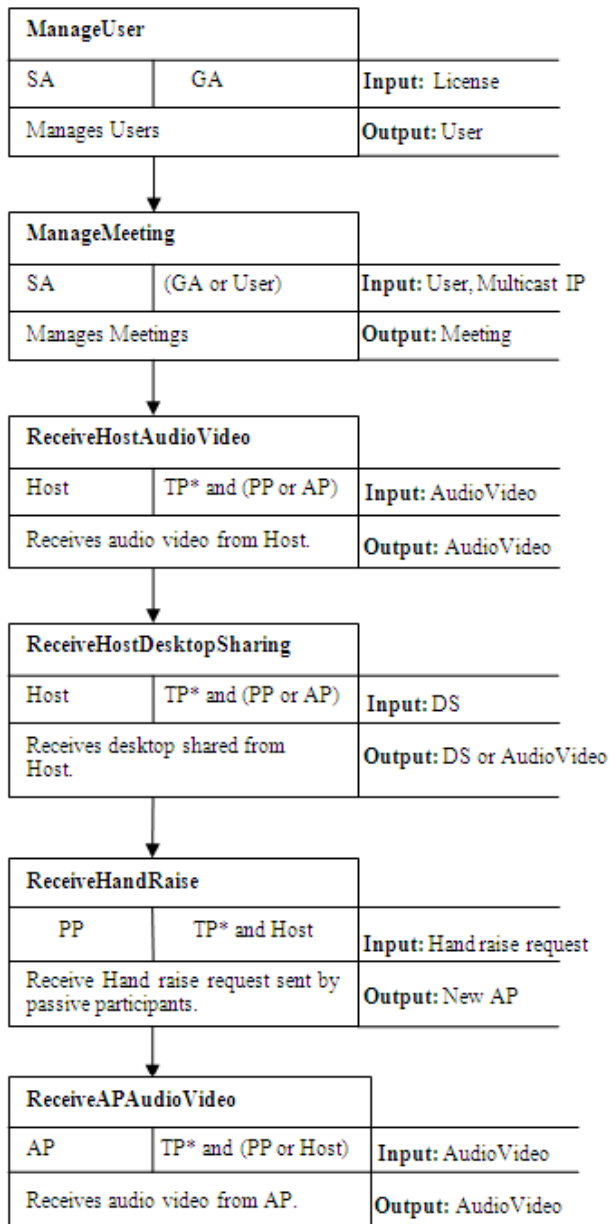 ManageUser
SA GA Input: License
Manages Users Output: User
ManageMeeting
SA (GA or User) Input: User, Multicast IP
Manages Meetings Output: Meeting
ReceiveHostAudioVideo
Host TP* and (PP or AP) Input: AudioVideo
Receives audio video from Host. Output: AudioVideo
ReceiveHostDesktopSharing
Host TP* and (PP or AP) Input: DS
Receives desktop shared from
Host.
Output: DS or AudioVideo
ReceiveHandRaise
PP TP* and Host Input: Hand raise request
Receive Hand raise request sent by
passive participants.
Output: New AP
ReceiveAPAudioVideo
AP TP* and (PP or Host) Input: AudioVideo
Receives audio video from AP. Output: AudioVideo